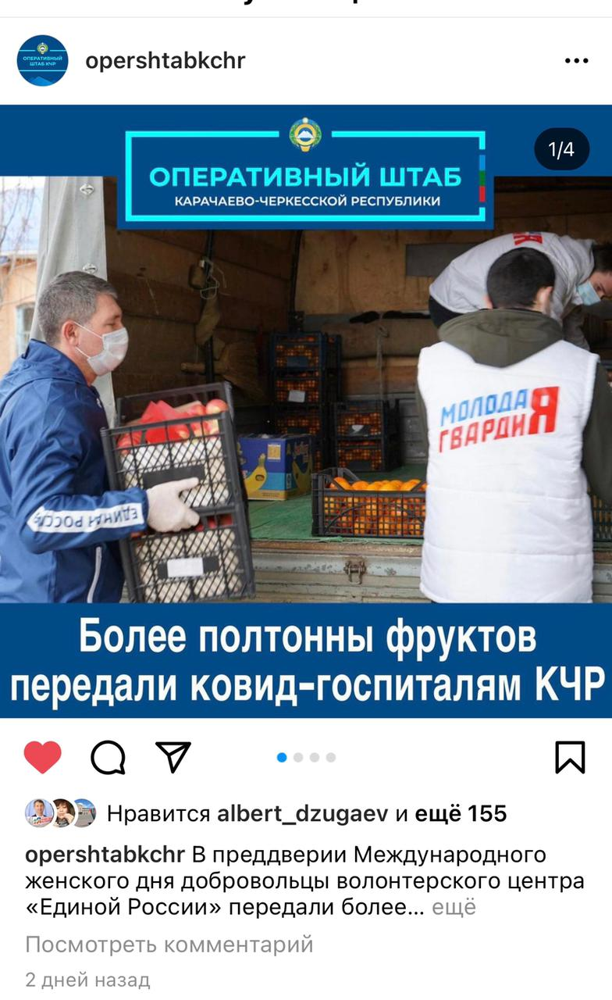 ОПЕРАТИВНЫЙ
ШТАБ КЧР
opershtabkchr
1/4
ОПЕРАТИВНЫЙ ШТАБ
КАРАЧАЕВО-ЧЕРКЕССКОЙ РЕСПУБЛИКИ
МОЛОДАЯ
ГВАРДИЯ
ЕДИНАЯ РОССИЯ
Более полтонны фруктов
передали ковид-госпиталям КЧР
Нравится albert_dzugaev и ещё 155
opershtabkchr В преддверии Международного
женского дня добровольцы волонтерского центра
«Единой России» передали более... ещё
Посмотреть комментарий
2 дней назад